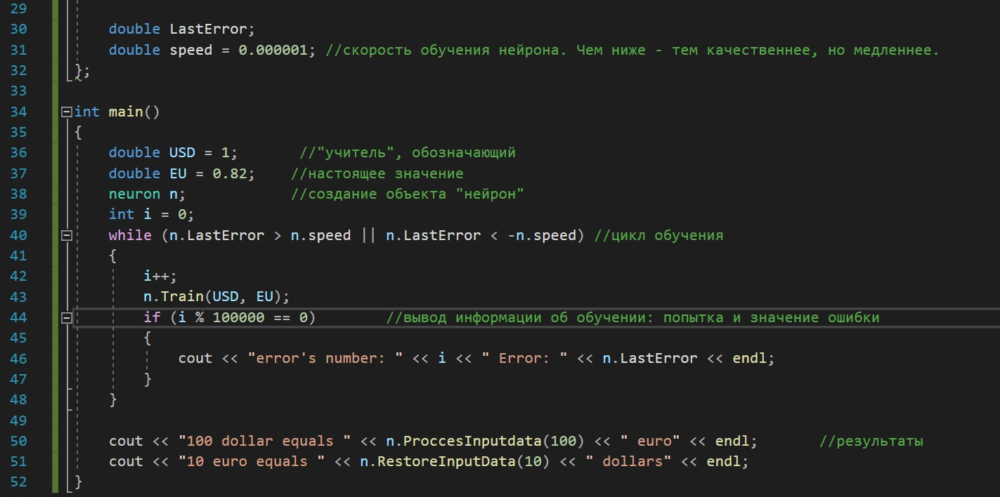 29
30 double LastError;
31 double speed = 0.000001; //скорость обучения нейрона. Чем ниже - тем качественнее, но медленнее.
32 };
33
34 int main()
35 {
36 double USD = 1; //"учитель", обозначающий
37 double EU = 0.82; //настоящее значение
38 neuron n; //создание объекта "нейрон"
39 int i = 0;
40 while (n.LastError > n.speed || n.LastError < -n.speed) //цикл обучения
41 {
42 i++;
43 n.Train(USD, EU);
44 if (i % 100000 == 0) //вывод информации об обучении: попытка и значение ошибки
45 {
46 cout << "error's number: " << i << " Error: " << n.LastError << endl;
47 }
48 }
49
50 cout << "100 dollar equals " << n.ProccesInputdata(100) << " euro" << endl; //результаты
51 cout << "10 euro equals " << n.RestoreInputData(10) << " dollars" << endl;
52 }